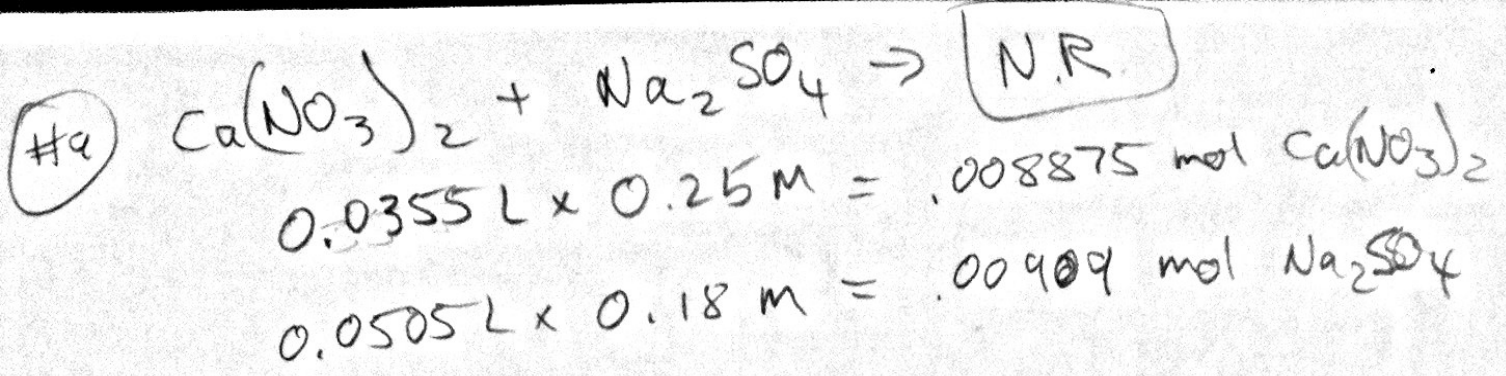 #9 Ca(NO₃)₂ + Na₂SO₄ → N.R.
0.0355 L x 0.25 M = .008875 mol Ca(NO₃)₂
0.0505 L x 0.18 m = .00909 mol Na₂SO₄